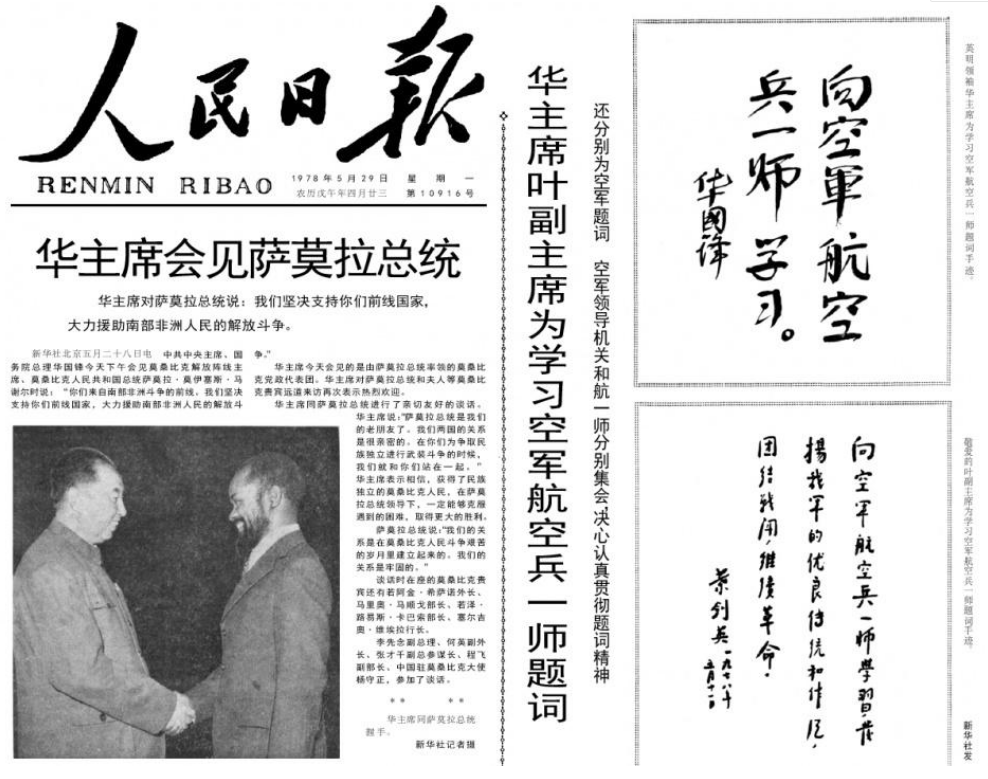 人民日报
RENMIN RIBAO
1978年5月29日 星期一
农历戊午年四月廿三 第10916号
华主席会见萨莫拉总统
华主席对萨莫拉总统说：我们坚决支持你们前线国家，
大力援助南部非洲人民的解放斗争。
新华社北京五月二十八日电 中共中央主席、国
务院总理华国锋今天下午会见莫桑比克解放阵线主
席、莫桑比克人民共和国总统萨莫拉·莫伊塞斯·马
谢尔时说：“你们来自南部非洲斗争的前线，我们坚决
支持你们前线国家，大力援助南部非洲人民的解放斗
争。”
华主席今天会见的是由萨莫拉总统率领的莫桑比
克党政代表团。华主席对萨莫拉总统和夫人等莫桑比
克贵宾远道来访再次表示热烈欢迎。
华主席同萨莫拉总统进行了亲切友好的谈话。
华主席说：“萨莫拉总统是我们
的老朋友了。我们两国的关系
是很亲密的。在你们为争取民
族独立进行武装斗争的时候，
我们就和你们站在一起。”
华主席表示相信，获得了民族
独立的莫桑比克人民，在萨莫
拉总统领导下，一定能够克服
遇到的困难，取得更大的胜利。
萨莫拉总统说：“我们的关
系是在莫桑比克人民斗争艰苦
的岁月里建立起来的。我们的
关系是牢固的。”
谈话时在座的莫桑比克贵
宾还有若阿金·希萨诺外长、
马里奥·马顺戈部长、若泽·
路易斯·卡巴索部长、塞尔吉
奥·维埃拉行长。
李先念副总理、何英副外
长、张才千副总参谋长、程飞
副部长、中国驻莫桑比克大使
杨守正，参加了谈话。
** **
华主席同萨莫拉总统
握手。
新华社记者摄
华主席叶副主席为学习空军航空兵一师题词
还分别为空军题词 空军领导机关和航一师分别集会，决心认真贯彻题词精神
向空軍航空
兵一师学习。
华國锋
英明领袖华主席为学习空军航空兵一师题词手迹。
向空军航空兵一师學習，发
揚我军的优良传统和作风，
团结战闘，继续革命。
葉剑英 一九七八年
五月十二日
敬爱的叶副主席为学习空军航空兵一师题词手迹。
新华社发